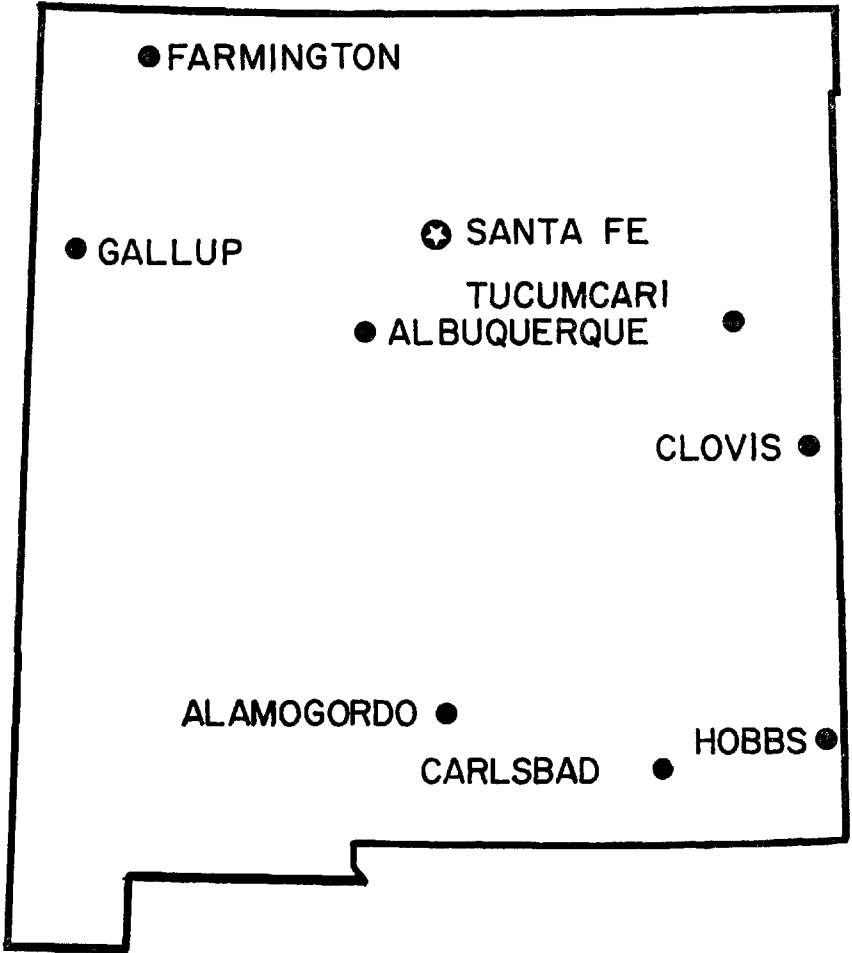 FARMINGTON
SANTA FE
GALLUP
TUCUMCARI
ALBUQUERQUE
CLOVIS
ALAMOGORDO
HOBBS
CARLSBAD